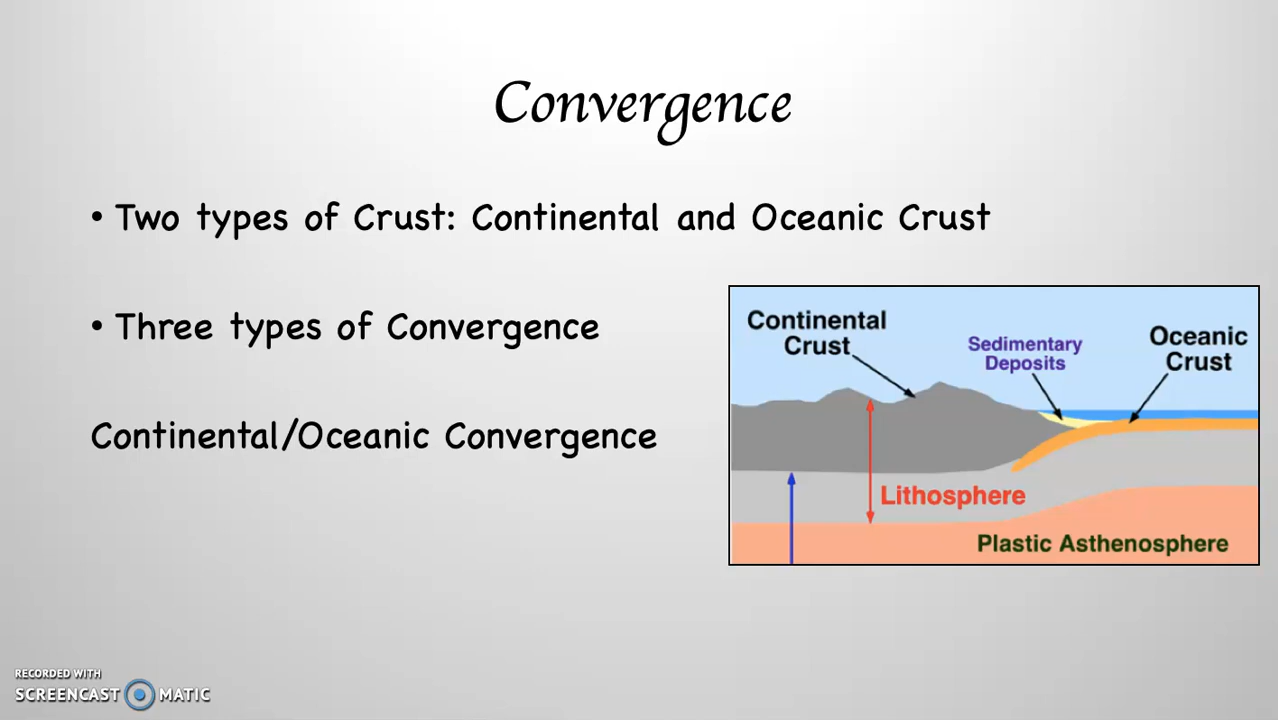 Convergence
• Two types of Crust: Continental and Oceanic Crust
• Three types of Convergence
Continental/Oceanic Convergence
Continental
Crust
Sedimentary
Deposits
Oceanic
Crust
Lithosphere
Plastic Asthenosphere
RECORDED WITH
SCREENCAST MATIC